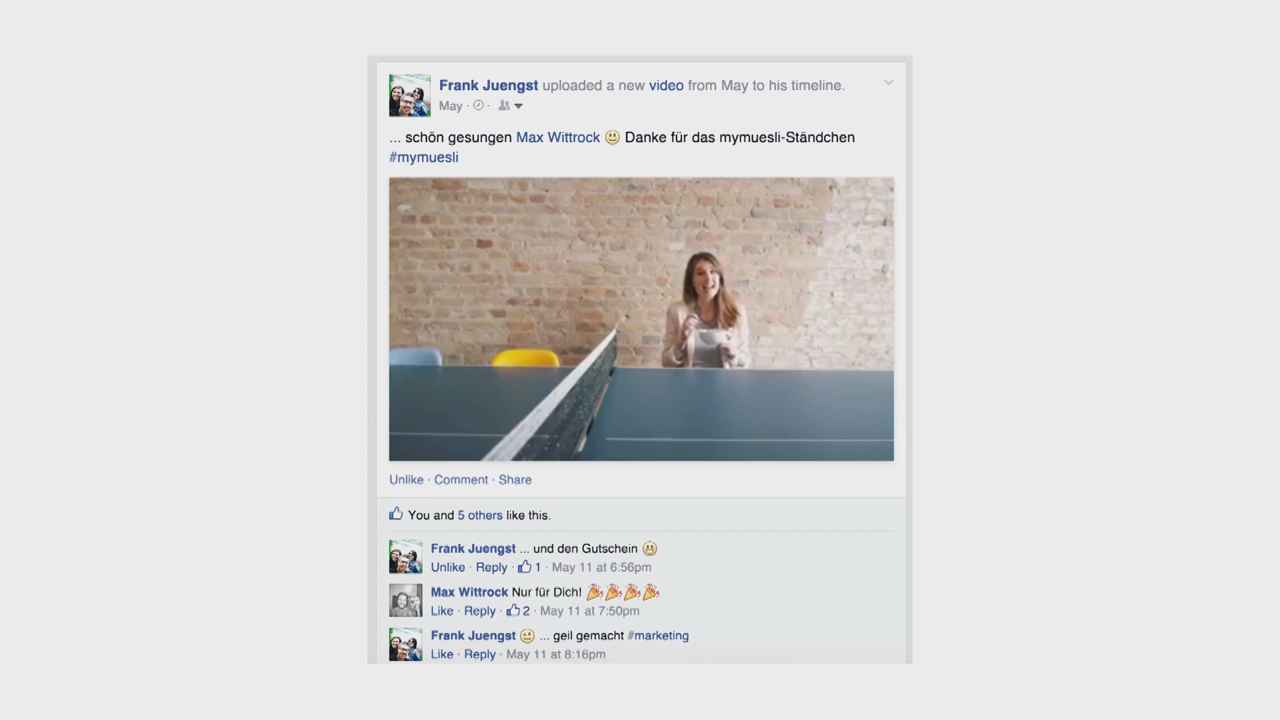 Frank Juengst uploaded a new video from May to his timeline.
May · ·
... schön gesungen Max Wittrock 😃 Danke für das mymuesli-Ständchen
#mymuesli
Unlike · Comment · Share
You and 5 others like this.
Frank Juengst ... und den Gutschein 😃
Unlike · Reply · 1 · May 11 at 6:56pm
Max Wittrock Nur für Dich! 🎉🎉🎉🎉
Like · Reply · 2 · May 11 at 7:50pm
Frank Juengst 😃 ... geil gemacht #marketing
Like · Reply · May 11 at 8:16pm